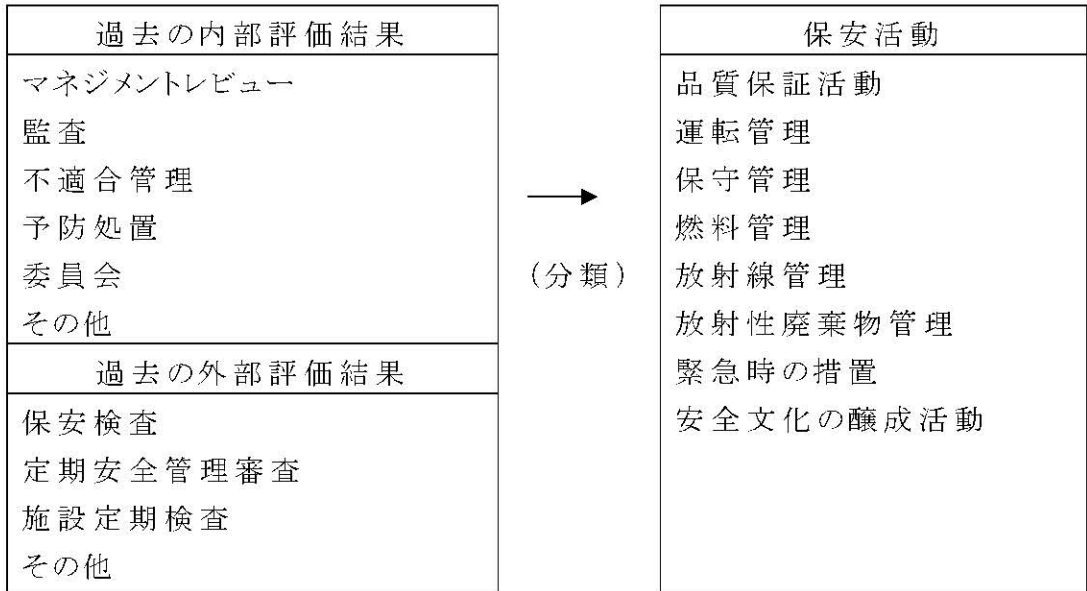 過去の内部評価結果
マネジメントレビュー
監査
不適合管理
予防処置
委員会
その他
過去の外部評価結果
保安検査
定期安全管理審査
施設定期検査
その他
(分類)
保安活動
品質保証活動
運転管理
保守管理
燃料管理
放射線管理
放射性廃棄物管理
緊急時の措置
安全文化の醸成活動